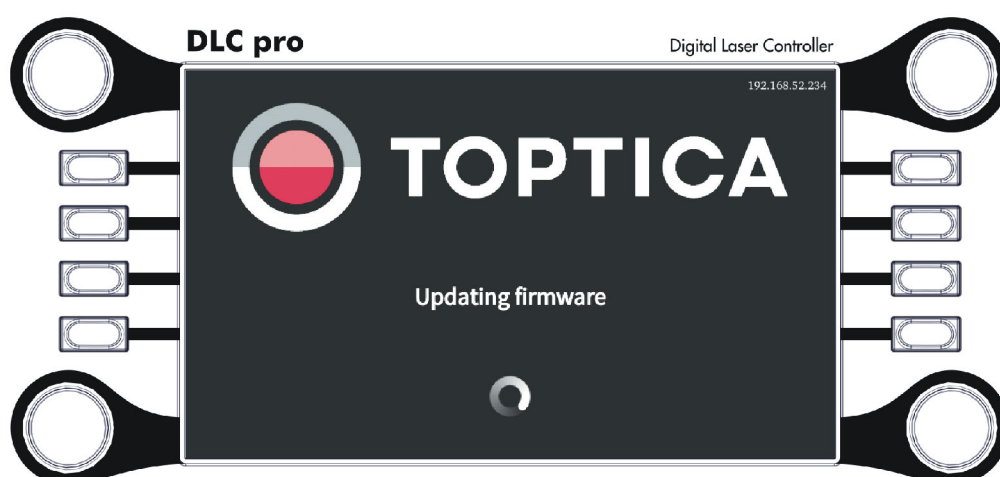 DLC pro
Digital Laser Controller
192.168.52.234
TOPTICA
Updating firmware